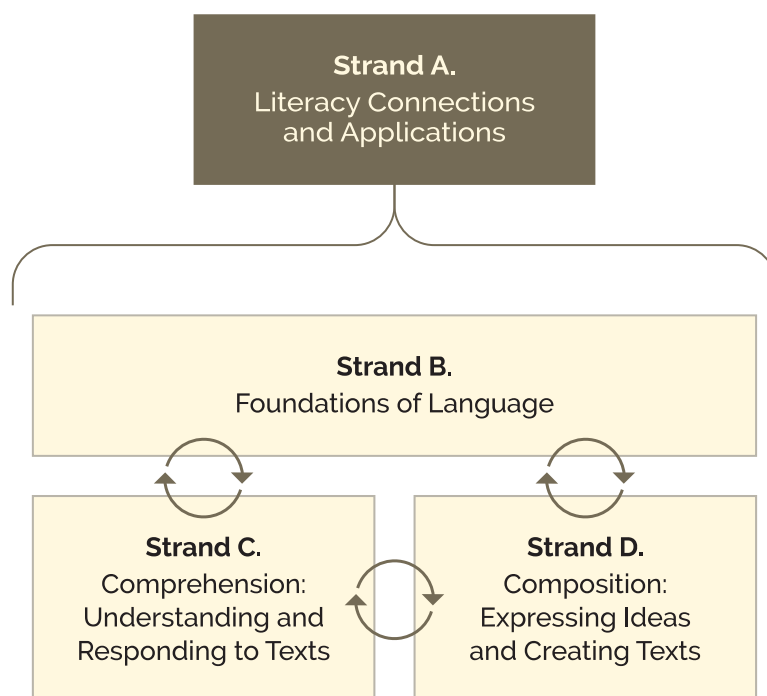 Strand A.
Literacy Connections
and Applications
Strand B.
Foundations of Language
Strand C.
Comprehension:
Understanding and
Responding to Texts
Strand D.
Composition:
Expressing Ideas
and Creating Texts